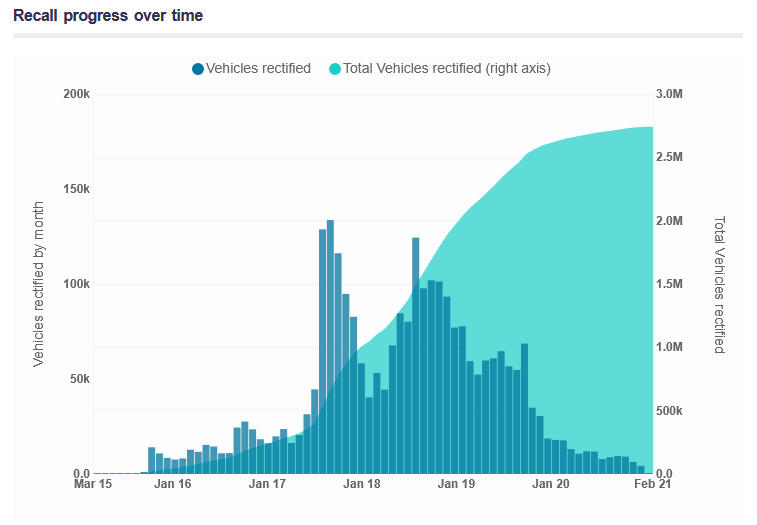 Recall progress over time
Vehicles rectified Total Vehicles rectified (right axis)
200k
150k
100k
50k
0.0
Vehicles rectified by month
3.0M
2.5M
2.0M
1.5M
1.0M
500k
0.0
Total Vehicles rectified
Mar 15 Jan 16 Jan 17 Jan 18 Jan 19 Jan 20 Feb 21